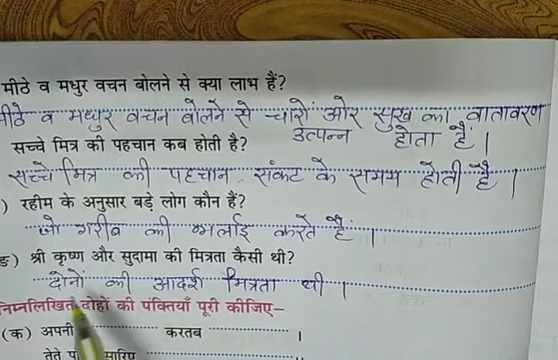 मीठे व मधुर वचन बोलने से क्या लाभ हैं?
मीठे व मधुर वचन बोलने से चारों ओर सुख का वातावरण
उत्पन्न होता है।
सच्चे मित्र की पहचान कब होती है?
सच्चे मित्र की पहचान संकट के समय होती है।
) रहीम के अनुसार बड़े लोग कौन हैं?
जो गरीब की भलाई करते हैं।
ङ) श्री कृष्ण और सुदामा की मित्रता कैसी थी?
दोनों की आदर्श मित्रता थी।
निम्नलिखित दोहों की पंक्तियाँ पूरी कीजिए–
(क) अपनी करतब ।
तेते